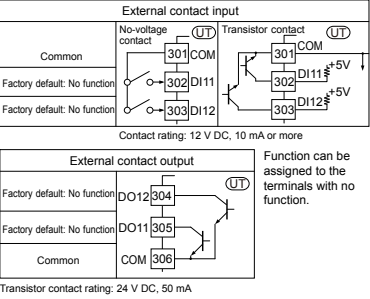 External contact input
No-voltage contact
UT
Transistor contact
UT
Common
301 COM
301 COM
Factory default: No function
302 DI11
302 DI11 +5V
Factory default: No function
303 DI12
303 DI12 +5V
Contact rating: 12 V DC, 10 mA or more
External contact output
UT
Function can be
assigned to the
terminals with no
function.
Factory default: No function
DO12 304
Factory default: No function
DO11 305
Common
COM 306
Transistor contact rating: 24 V DC, 50 mA